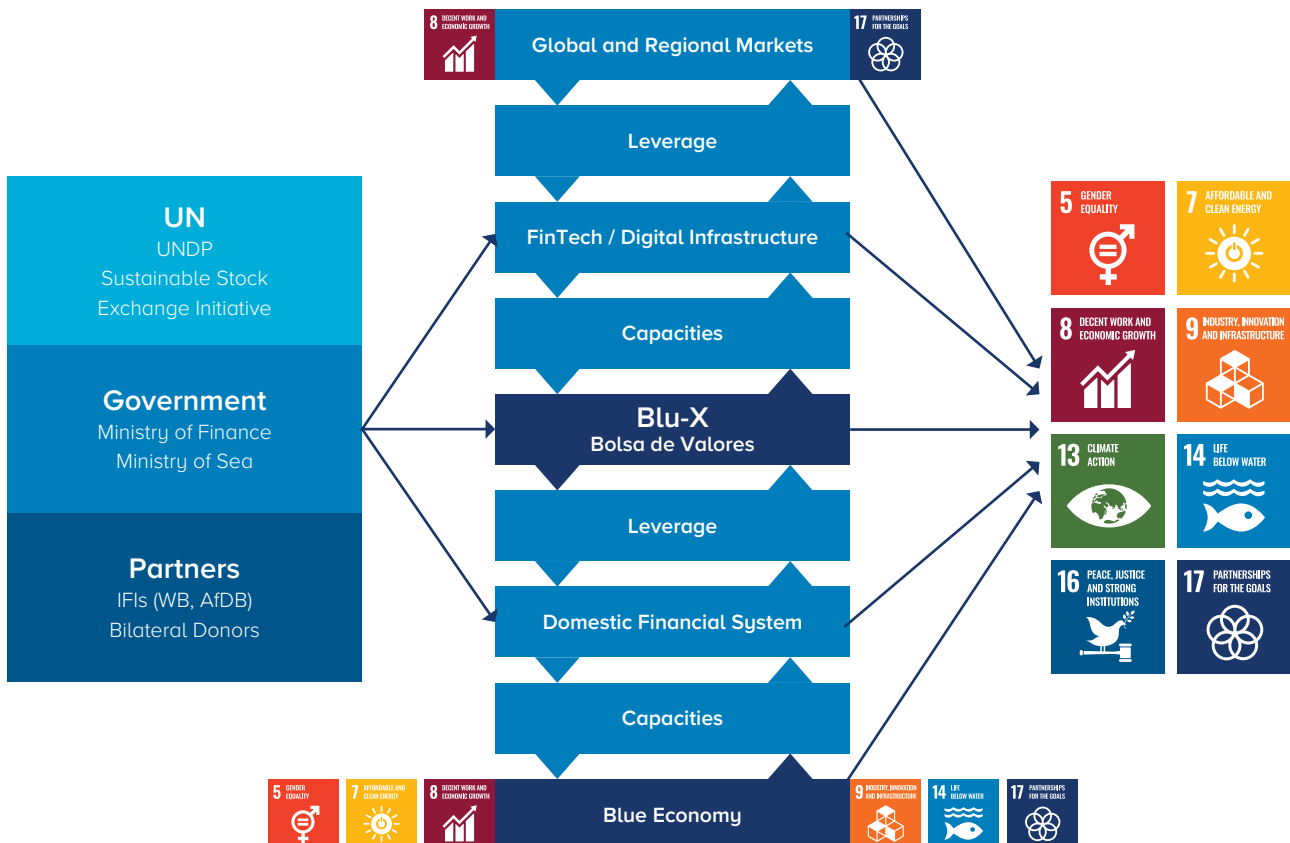 8 DECENT WORK AND
ECONOMIC GROWTH
Global and Regional Markets
17 PARTNERSHIPS
FOR THE GOALS
Leverage
UN
UNDP
Sustainable Stock
Exchange Initiative
Government
Ministry of Finance
Ministry of Sea
Partners
IFIs (WB, AfDB)
Bilateral Donors
FinTech / Digital Infrastructure
Capacities
Blu-X
Bolsa de Valores
Leverage
Domestic Financial System
Capacities
5 GENDER
EQUALITY
7 AFFORDABLE AND
CLEAN ENERGY
8 DECENT WORK AND
ECONOMIC GROWTH
9 INDUSTRY, INNOVATION
AND INFRASTRUCTURE
13 CLIMATE
ACTION
14 LIFE
BELOW WATER
16 PEACE, JUSTICE
AND STRONG
INSTITUTIONS
17 PARTNERSHIPS
FOR THE GOALS
5 GENDER
EQUALITY
7 AFFORDABLE AND
CLEAN ENERGY
8 DECENT WORK AND
ECONOMIC GROWTH
Blue Economy
9 INDUSTRY, INNOVATION
AND INFRASTRUCTURE
14 LIFE
BELOW WATER
17 PARTNERSHIPS
FOR THE GOALS